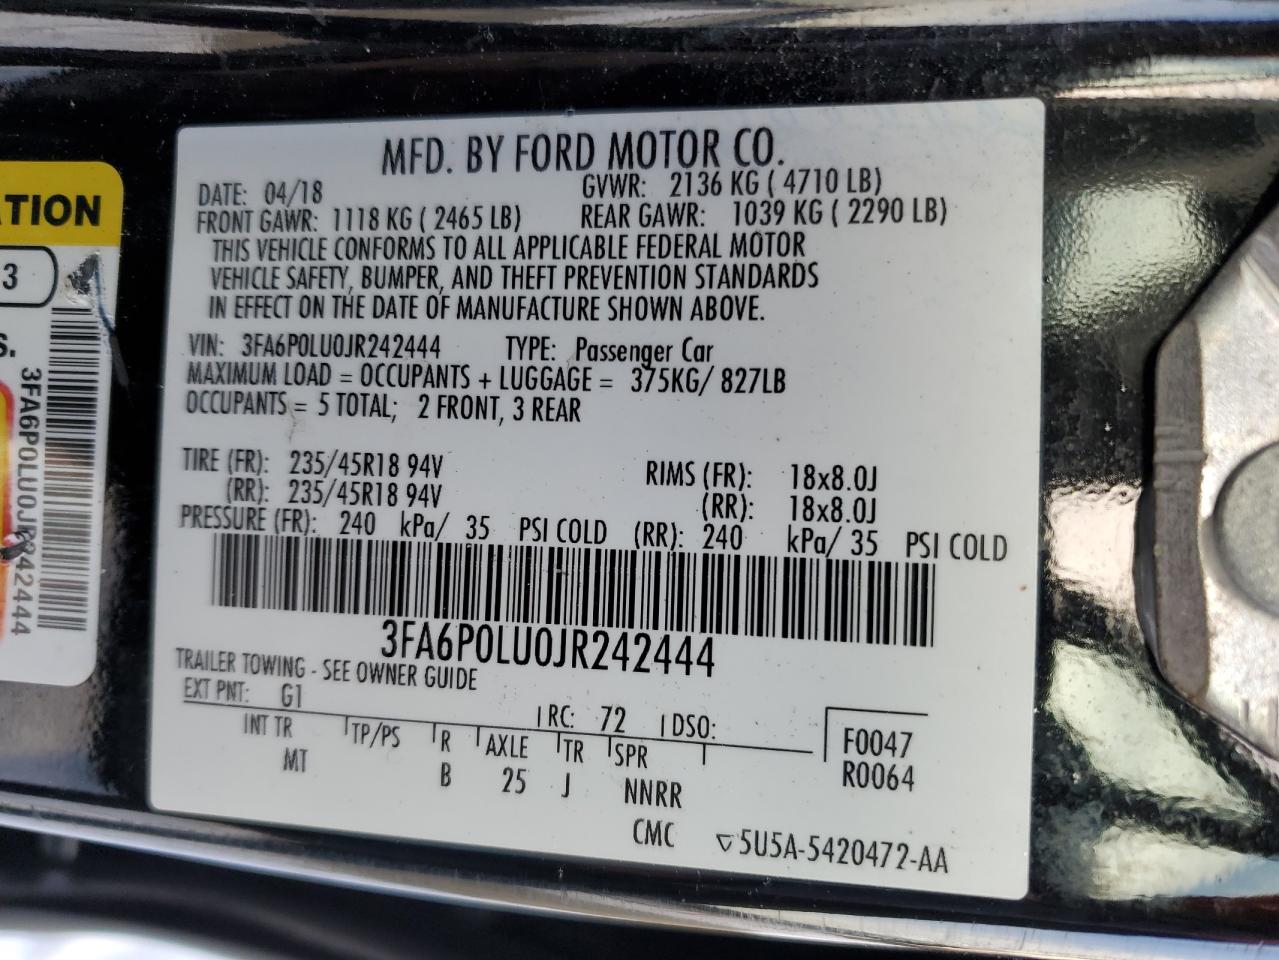 MFD. BY FORD MOTOR CO.
DATE: 04/18 GVWR: 2136 KG ( 4710 LB)
FRONT GAWR: 1118 KG ( 2465 LB) REAR GAWR: 1039 KG ( 2290 LB)
THIS VEHICLE CONFORMS TO ALL APPLICABLE FEDERAL MOTOR
VEHICLE SAFETY, BUMPER, AND THEFT PREVENTION STANDARDS
IN EFFECT ON THE DATE OF MANUFACTURE SHOWN ABOVE.
VIN: 3FA6P0LU0JR242444 TYPE: Passenger Car
MAXIMUM LOAD = OCCUPANTS + LUGGAGE = 375KG/ 827LB
OCCUPANTS = 5 TOTAL; 2 FRONT, 3 REAR
TIRE (FR): 235/45R18 94V RIMS (FR): 18x8.0J
(RR): 235/45R18 94V (RR): 18x8.0J
PRESSURE (FR): 240 kPa/ 35 PSI COLD (RR): 240 kPa/ 35 PSI COLD
3FA6P0LU0JR242444
TRAILER TOWING - SEE OWNER GUIDE
EXT PNT: G1 RC: 72 DSO:
INT TR TP/PS R AXLE TR SPR F0047
MT B 25 J NNRR R0064
CMC 5U5A-5420472-AA
ATION
3
S.
3FA6P0LU0JR242444